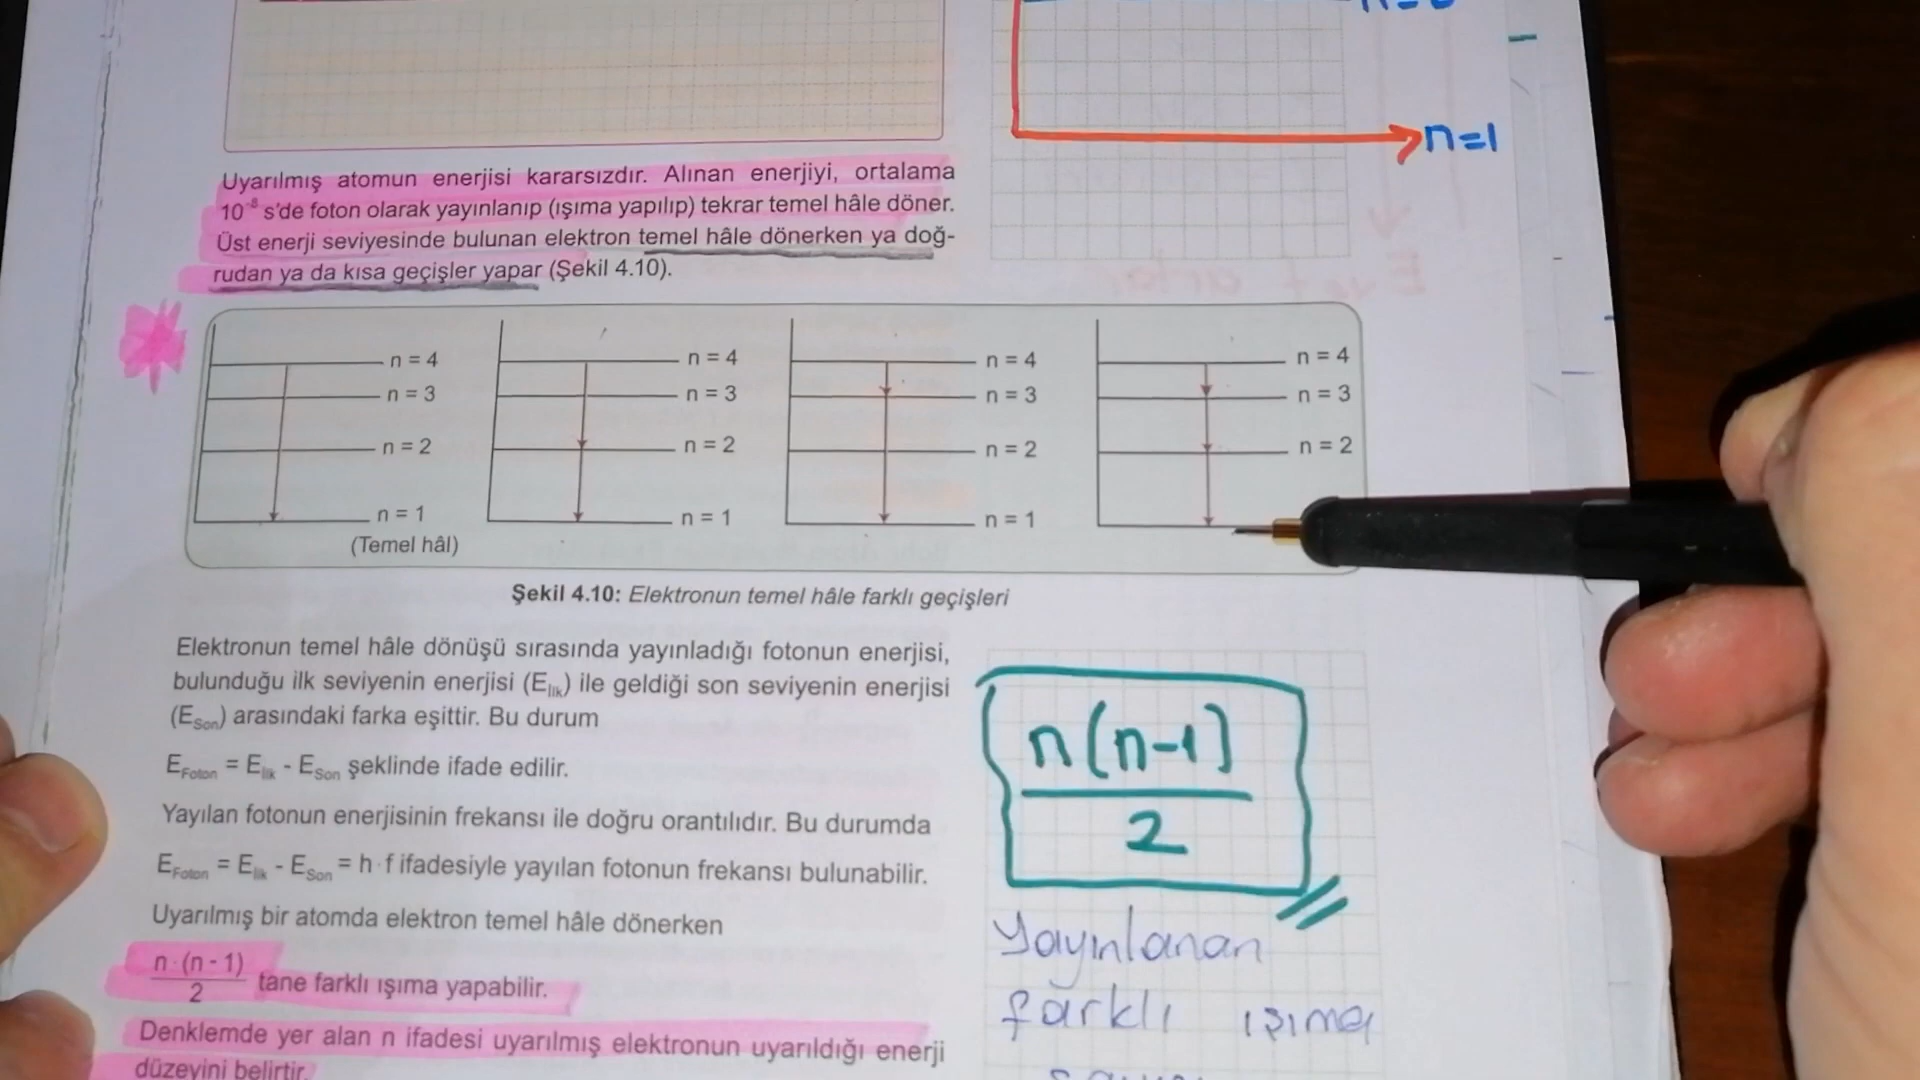 n=1
Uyarılmış atomun enerjisi kararsızdır. Alınan enerjiyi, ortalama
10⁻⁸ s'de foton olarak yayınlanıp (ışıma yapılıp) tekrar temel hâle döner.
Üst enerji seviyesinde bulunan elektron temel hâle dönerken ya doğ-
rudan ya da kısa geçişler yapar (Şekil 4.10).
n = 4
n = 3
n = 2
n = 1
(Temel hâl)
n = 4
n = 3
n = 2
n = 1
n = 4
n = 3
n = 2
n = 1
n = 4
n = 3
n = 2
Şekil 4.10: Elektronun temel hâle farklı geçişleri
Elektronun temel hâle dönüşü sırasında yayınladığı fotonun enerjisi,
bulunduğu ilk seviyenin enerjisi (Eİlk) ile geldiği son seviyenin enerjisi
(ESon) arasındaki farka eşittir. Bu durum
EFoton = Eİlk - ESon şeklinde ifade edilir.
Yayılan fotonun enerjisinin frekansı ile doğru orantılıdır. Bu durumda
EFoton = Eİlk - ESon = h · f ifadesiyle yayılan fotonun frekansı bulunabilir.
Uyarılmış bir atomda elektron temel hâle dönerken
n · (n - 1)
2
tane farklı ışıma yapabilir.
Denklemde yer alan n ifadesi uyarılmış elektronun uyarıldığı enerji
düzeyini belirtir.
n(n-1)
2
Yayınlanan
farklı ışıma